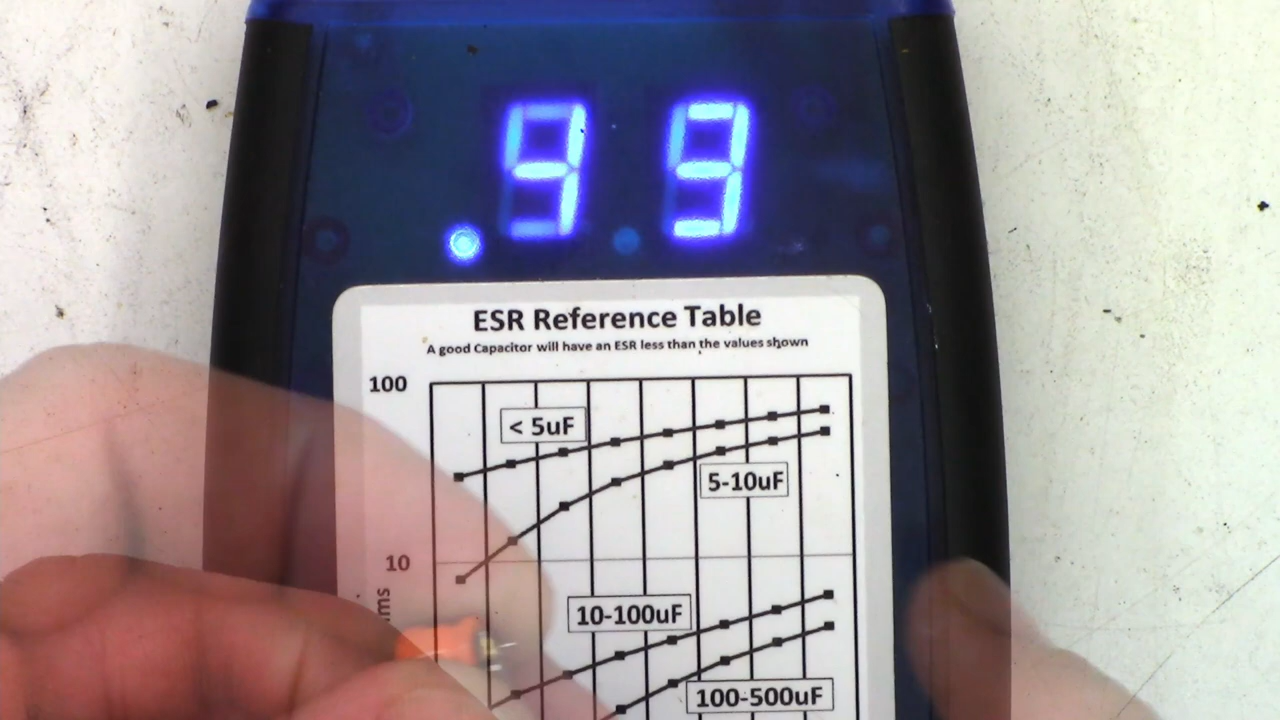 ESR Reference Table
A good Capacitor will have an ESR less than the values shown
100
< 5uF
5-10uF
10
ms
10-100uF
100-500uF